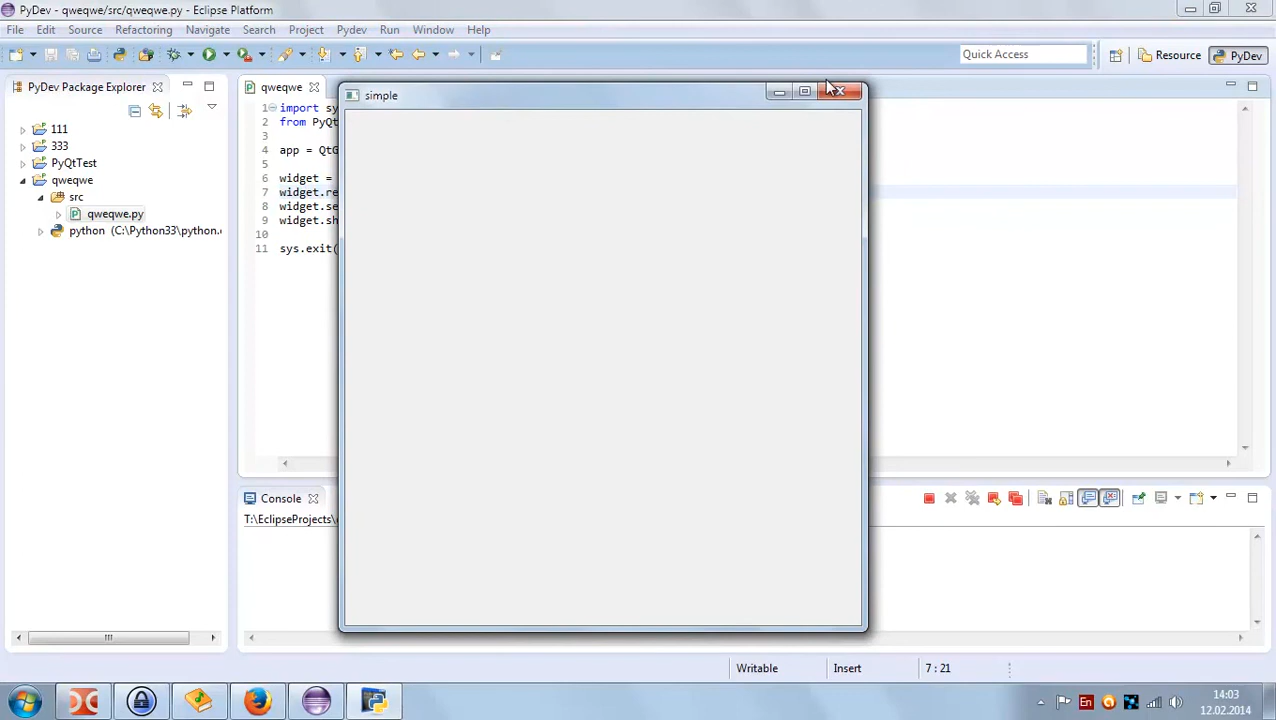 PyDev - qweqwe/src/qweqwe.py - Eclipse Platform
File Edit Source Refactoring Navigate Search Project Pydev Run Window Help
Quick Access
Resource
PyDev
PyDev Package Explorer
111
333
PyQtTest
qweqwe
src
qweqwe.py
python (C:\Python33\python.
qweqwe
1 import sy
2 from PyQt
3
4 app = QtG
5
6 widget =
7 widget.re
8 widget.se
9 widget.sh
10
11 sys.exit(
simple
Console
T:\EclipseProjects\
Writable Insert 7 : 21
En
14:03
12.02.2014